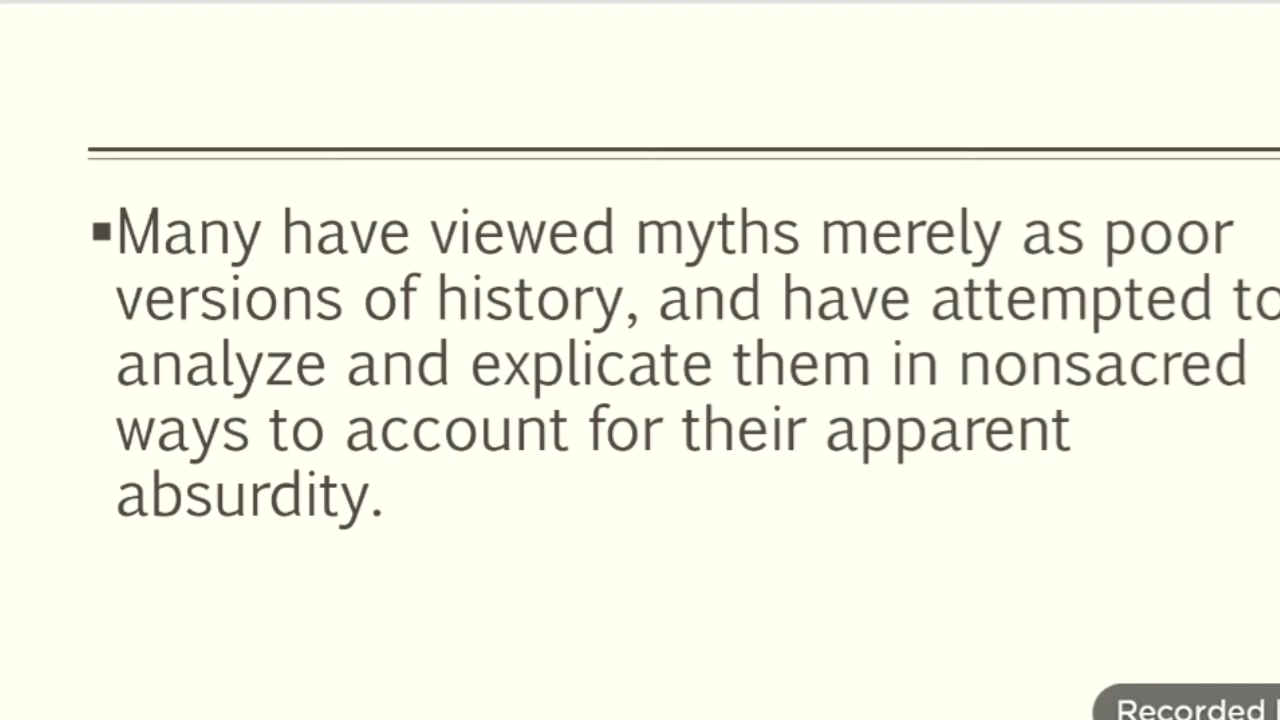 ▪Many have viewed myths merely as poor
versions of history, and have attempted to
analyze and explicate them in nonsacred
ways to account for their apparent
absurdity.
Recorded